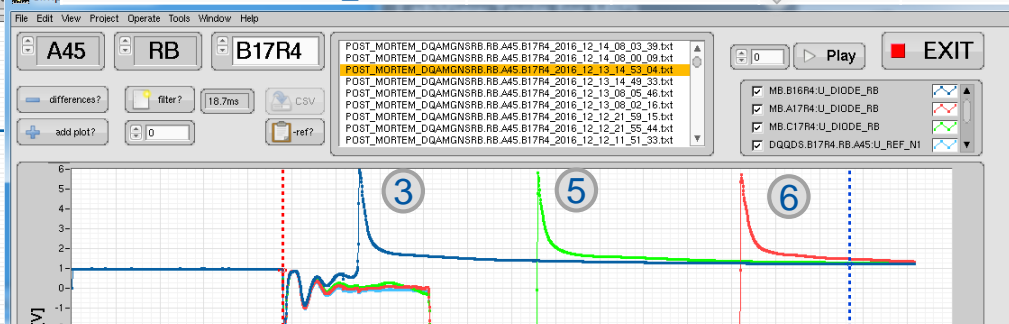 File Edit View Project Operate Tools Window Help
A45 RB B17R4
POST_MORTEM_DQAMGNSRB.RB.A45.B17R4_2016_12_14_08_03_39.txt
POST_MORTEM_DQAMGNSRB.RB.A45.B17R4_2016_12_14_08_00_09.txt
POST_MORTEM_DQAMGNSRB.RB.A45.B17R4_2016_12_13_14_53_04.txt
POST_MORTEM_DQAMGNSRB.RB.A45.B17R4_2016_12_13_14_49_33.txt
POST_MORTEM_DQAMGNSRB.RB.A45.B17R4_2016_12_13_08_05_46.txt
POST_MORTEM_DQAMGNSRB.RB.A45.B17R4_2016_12_13_08_02_16.txt
POST_MORTEM_DQAMGNSRB.RB.A45.B17R4_2016_12_12_21_59_15.txt
POST_MORTEM_DQAMGNSRB.RB.A45.B17R4_2016_12_12_21_55_44.txt
POST_MORTEM_DQAMGNSRB.RB.A45.B17R4_2016_12_12_11_51_33.txt
0 Play EXIT
differences? filter? 18.7ms CSV
add plot? 0 -ref?
MB.B16R4:U_DIODE_RB
MB.A17R4:U_DIODE_RB
MB.C17R4:U_DIODE_RB
DQQDS.B17R4.RB.A45:U_REF_N1
6
5
4
3
2
1
0
-1
[V]
3 5 6